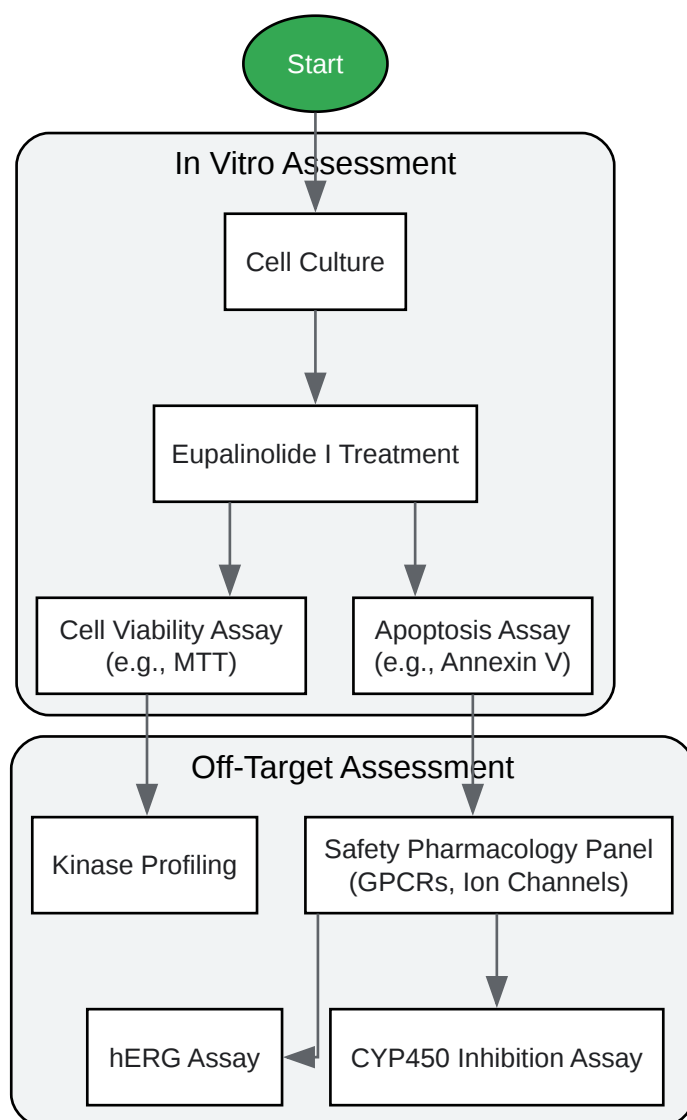 Start
In Vitro Assessment
Cell Culture
Eupalinolide I Treatment
Cell Viability Assay
(e.g., MTT)
Apoptosis Assay
(e.g., Annexin V)
Off-Target Assessment
Kinase Profiling
Safety Pharmacology Panel
(GPCRs, Ion Channels)
hERG Assay
CYP450 Inhibition Assay